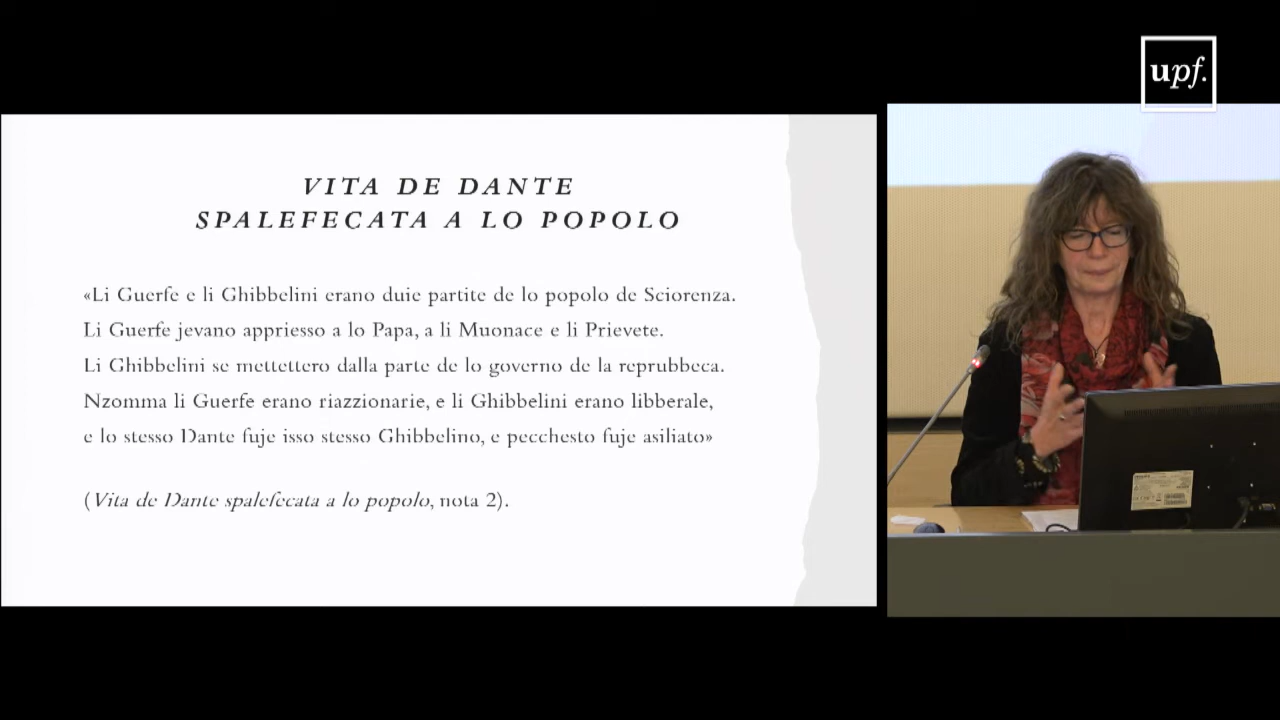 upf.
VITA DE DANTE
SPALEFECATA A LO POPOLO
«Li Guerfe e li Ghibbelini erano duie partite de lo popolo de Sciorenza.
Li Guerfe jevano appriesso a lo Papa, a li Muonace e li Prievete.
Li Ghibbelini se mettettero dalla parte de lo governo de la reprubbeca.
Nzomma li Guerfe erano riazzionarie, e li Ghibbelini erano libberale,
e lo stesso Dante fuje isso stesso Ghibbelino, e pecchesto fuje asiliato»
(Vita de Dante spalefecata a lo popolo, nota 2).